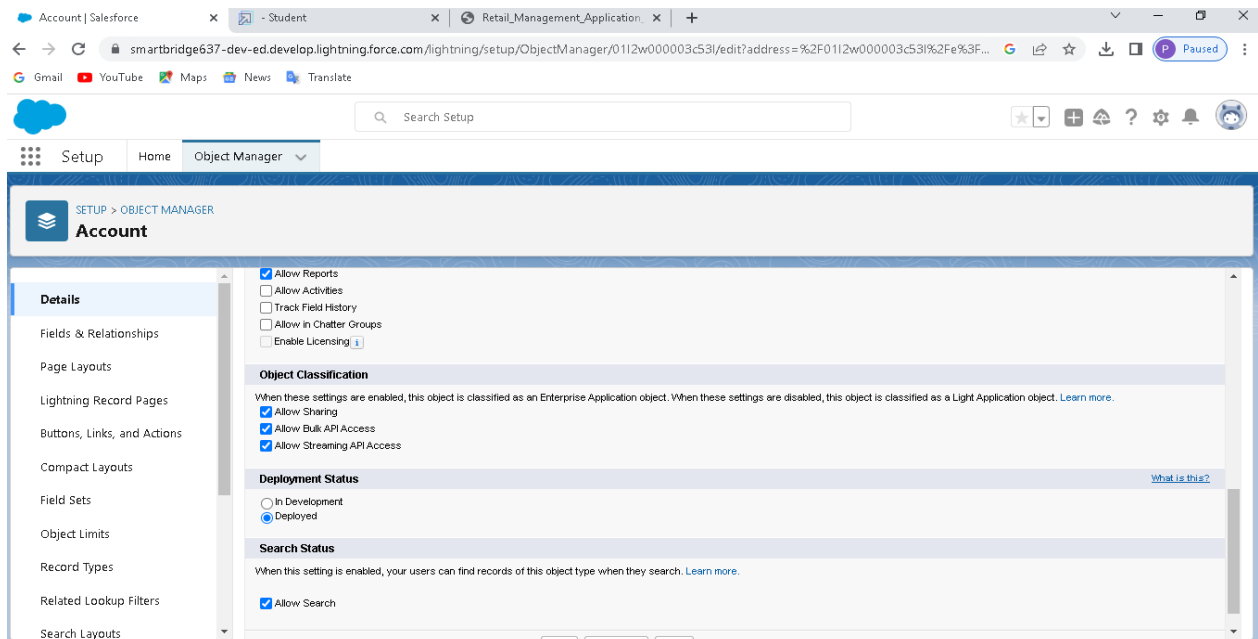 Account | Salesforce
- Student
Retail_Management_Application_
smartbridge637-dev-ed.develop.lightning.force.com/lightning/setup/ObjectManager/01I2w000003c53I/edit?address=%2F01I2w000003c53I%2Fe%3F...
P Paused
Gmail YouTube Maps News Translate
Search Setup
Setup Home Object Manager
SETUP > OBJECT MANAGER
Account
Details
Fields & Relationships
Page Layouts
Lightning Record Pages
Buttons, Links, and Actions
Compact Layouts
Field Sets
Object Limits
Record Types
Related Lookup Filters
Search Layouts
Allow Reports
Allow Activities
Track Field History
Allow in Chatter Groups
Enable Licensing i
Object Classification
When these settings are enabled, this object is classified as an Enterprise Application object. When these settings are disabled, this object is classified as a Light Application object. Learn more.
Allow Sharing
Allow Bulk API Access
Allow Streaming API Access
Deployment Status What is this?
In Development
Deployed
Search Status
When this setting is enabled, your users can find records of this object type when they search. Learn more.
Allow Search